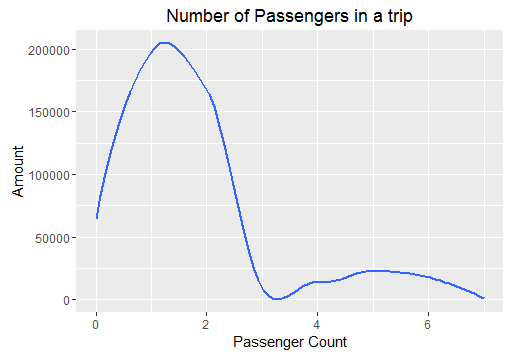 Number of Passengers in a trip
200000
150000
100000
50000
0
Amount
0 2 4 6
Passenger Count